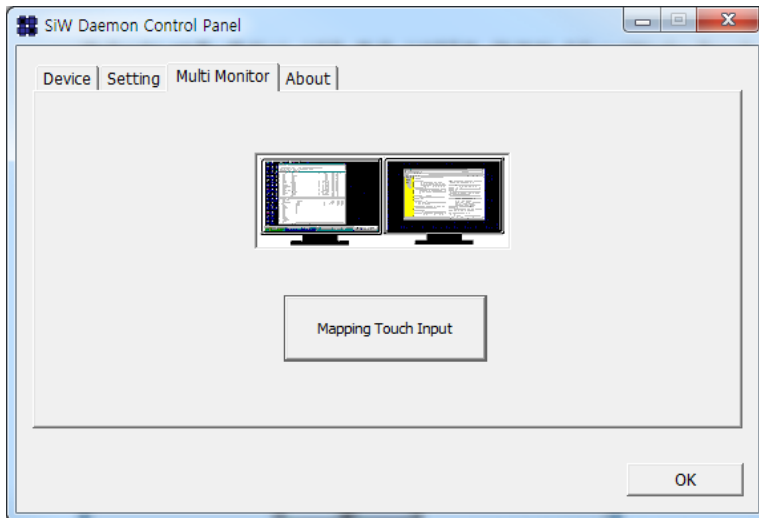 SiW Daemon Control Panel
Device Setting Multi Monitor About
Mapping Touch Input
OK